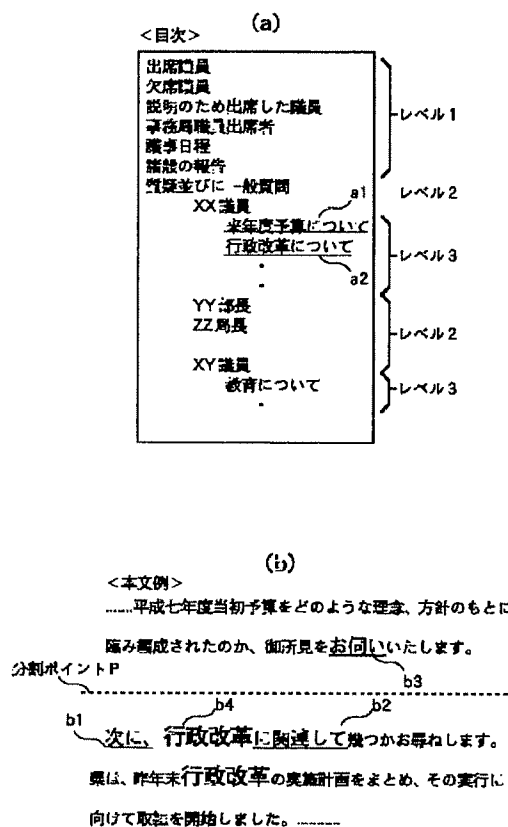 (a)
<目次>
出席議員
欠席議員
説明のため出席した議員
事務局職員出席者
議事日程
諸般の報告
レベル1
質疑並びに一般質問
レベル2
XX議員
a1
来年度予算について
行政改革について
a2
・
・
レベル3
YY部長
ZZ局長
レベル2
XY議員
教育について
・
レベル3
(b)
<本文例>
……平成七年度当初予算をどのような理念、方針のもとに
臨み編成されたのか、御所見をお伺いいたします。
b3
分割ポイントP
b1
b4
b2
次に、行政改革に関連して幾つかお尋ねします。
県は、昨年末行政改革の実施計画をまとめ、その実行に
向けて取組を開始しました。………